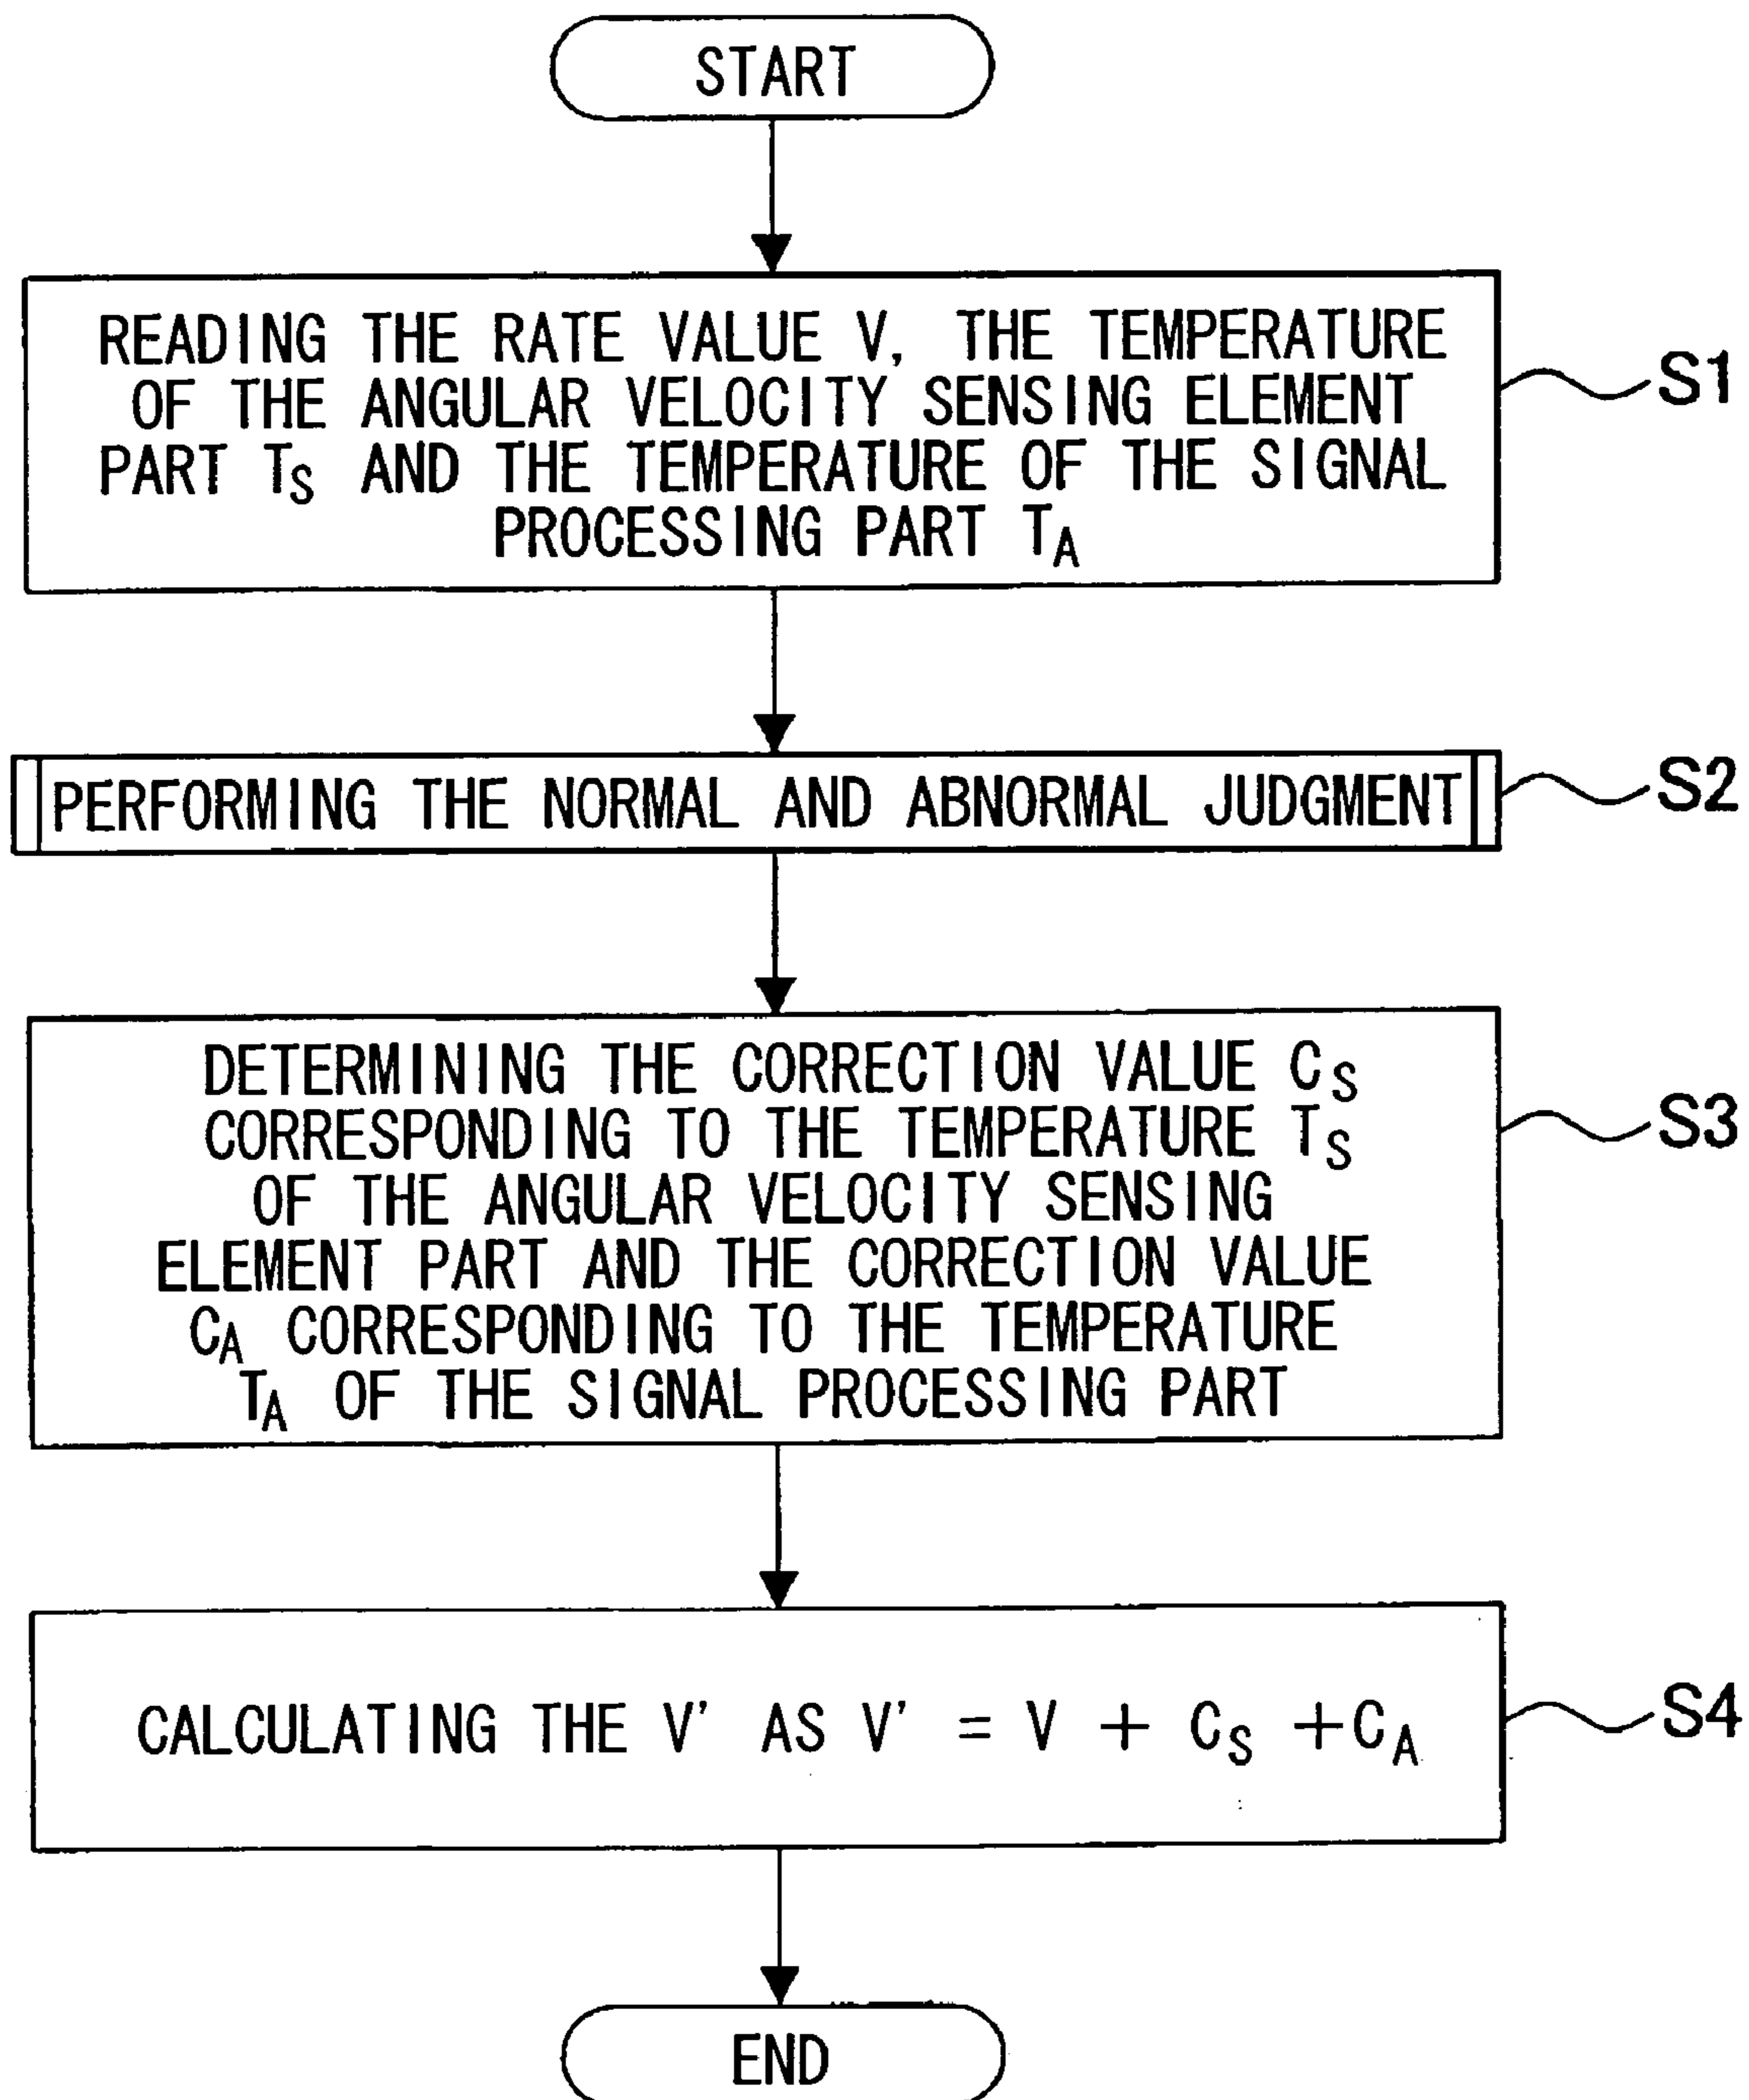 START
READING THE RATE VALUE V, THE TEMPERATURE
OF THE ANGULAR VELOCITY SENSING ELEMENT
PART TS AND THE TEMPERATURE OF THE SIGNAL
PROCESSING PART TA
S1
PERFORMING THE NORMAL AND ABNORMAL JUDGMENT
S2
DETERMINING THE CORRECTION VALUE CS
CORRESPONDING TO THE TEMPERATURE TS
OF THE ANGULAR VELOCITY SENSING
ELEMENT PART AND THE CORRECTION VALUE
CA CORRESPONDING TO THE TEMPERATURE
TA OF THE SIGNAL PROCESSING PART
S3
CALCULATING THE V' AS V' = V + CS +CA
S4
END